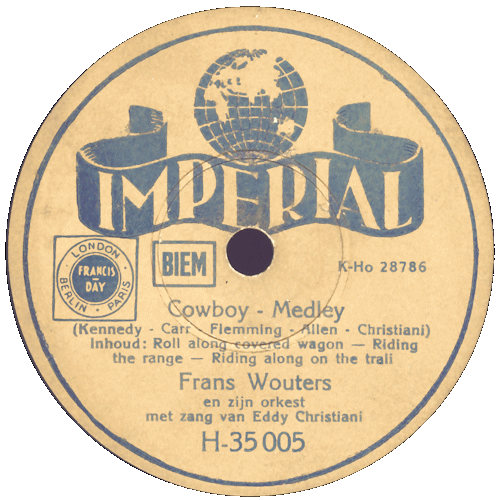 IMPERIAL
LONDON
FRANCIS-
DAY
BERLIN · PARIS
BIEM
K-Ho 28786
Cowboy - Medley
(Kennedy - Carr - Flemming - Allen - Christiani)
Inhoud: Roll along covered wagon — Riding
the range — Riding along on the trail
Frans Wouters
en zijn orkest
met zang van Eddy Christiani
H-35005